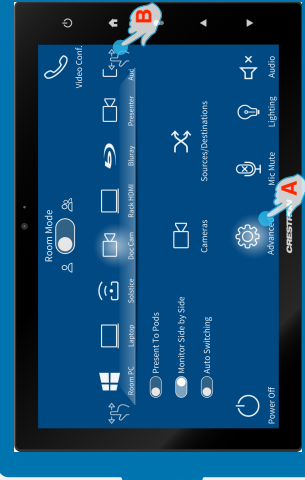 Video Conf.
Room Mode
Room PC
Laptop
Solstice
Doc Cam
Rack HDMI
Bluray
Presenter
Aux
Present To Pods
Monitor Side by Side
Auto Switching
Cameras
Sources/Destinations
Power Off
Advanced
Mic Mute
Lighting
Audio
CRESTRON
A
B